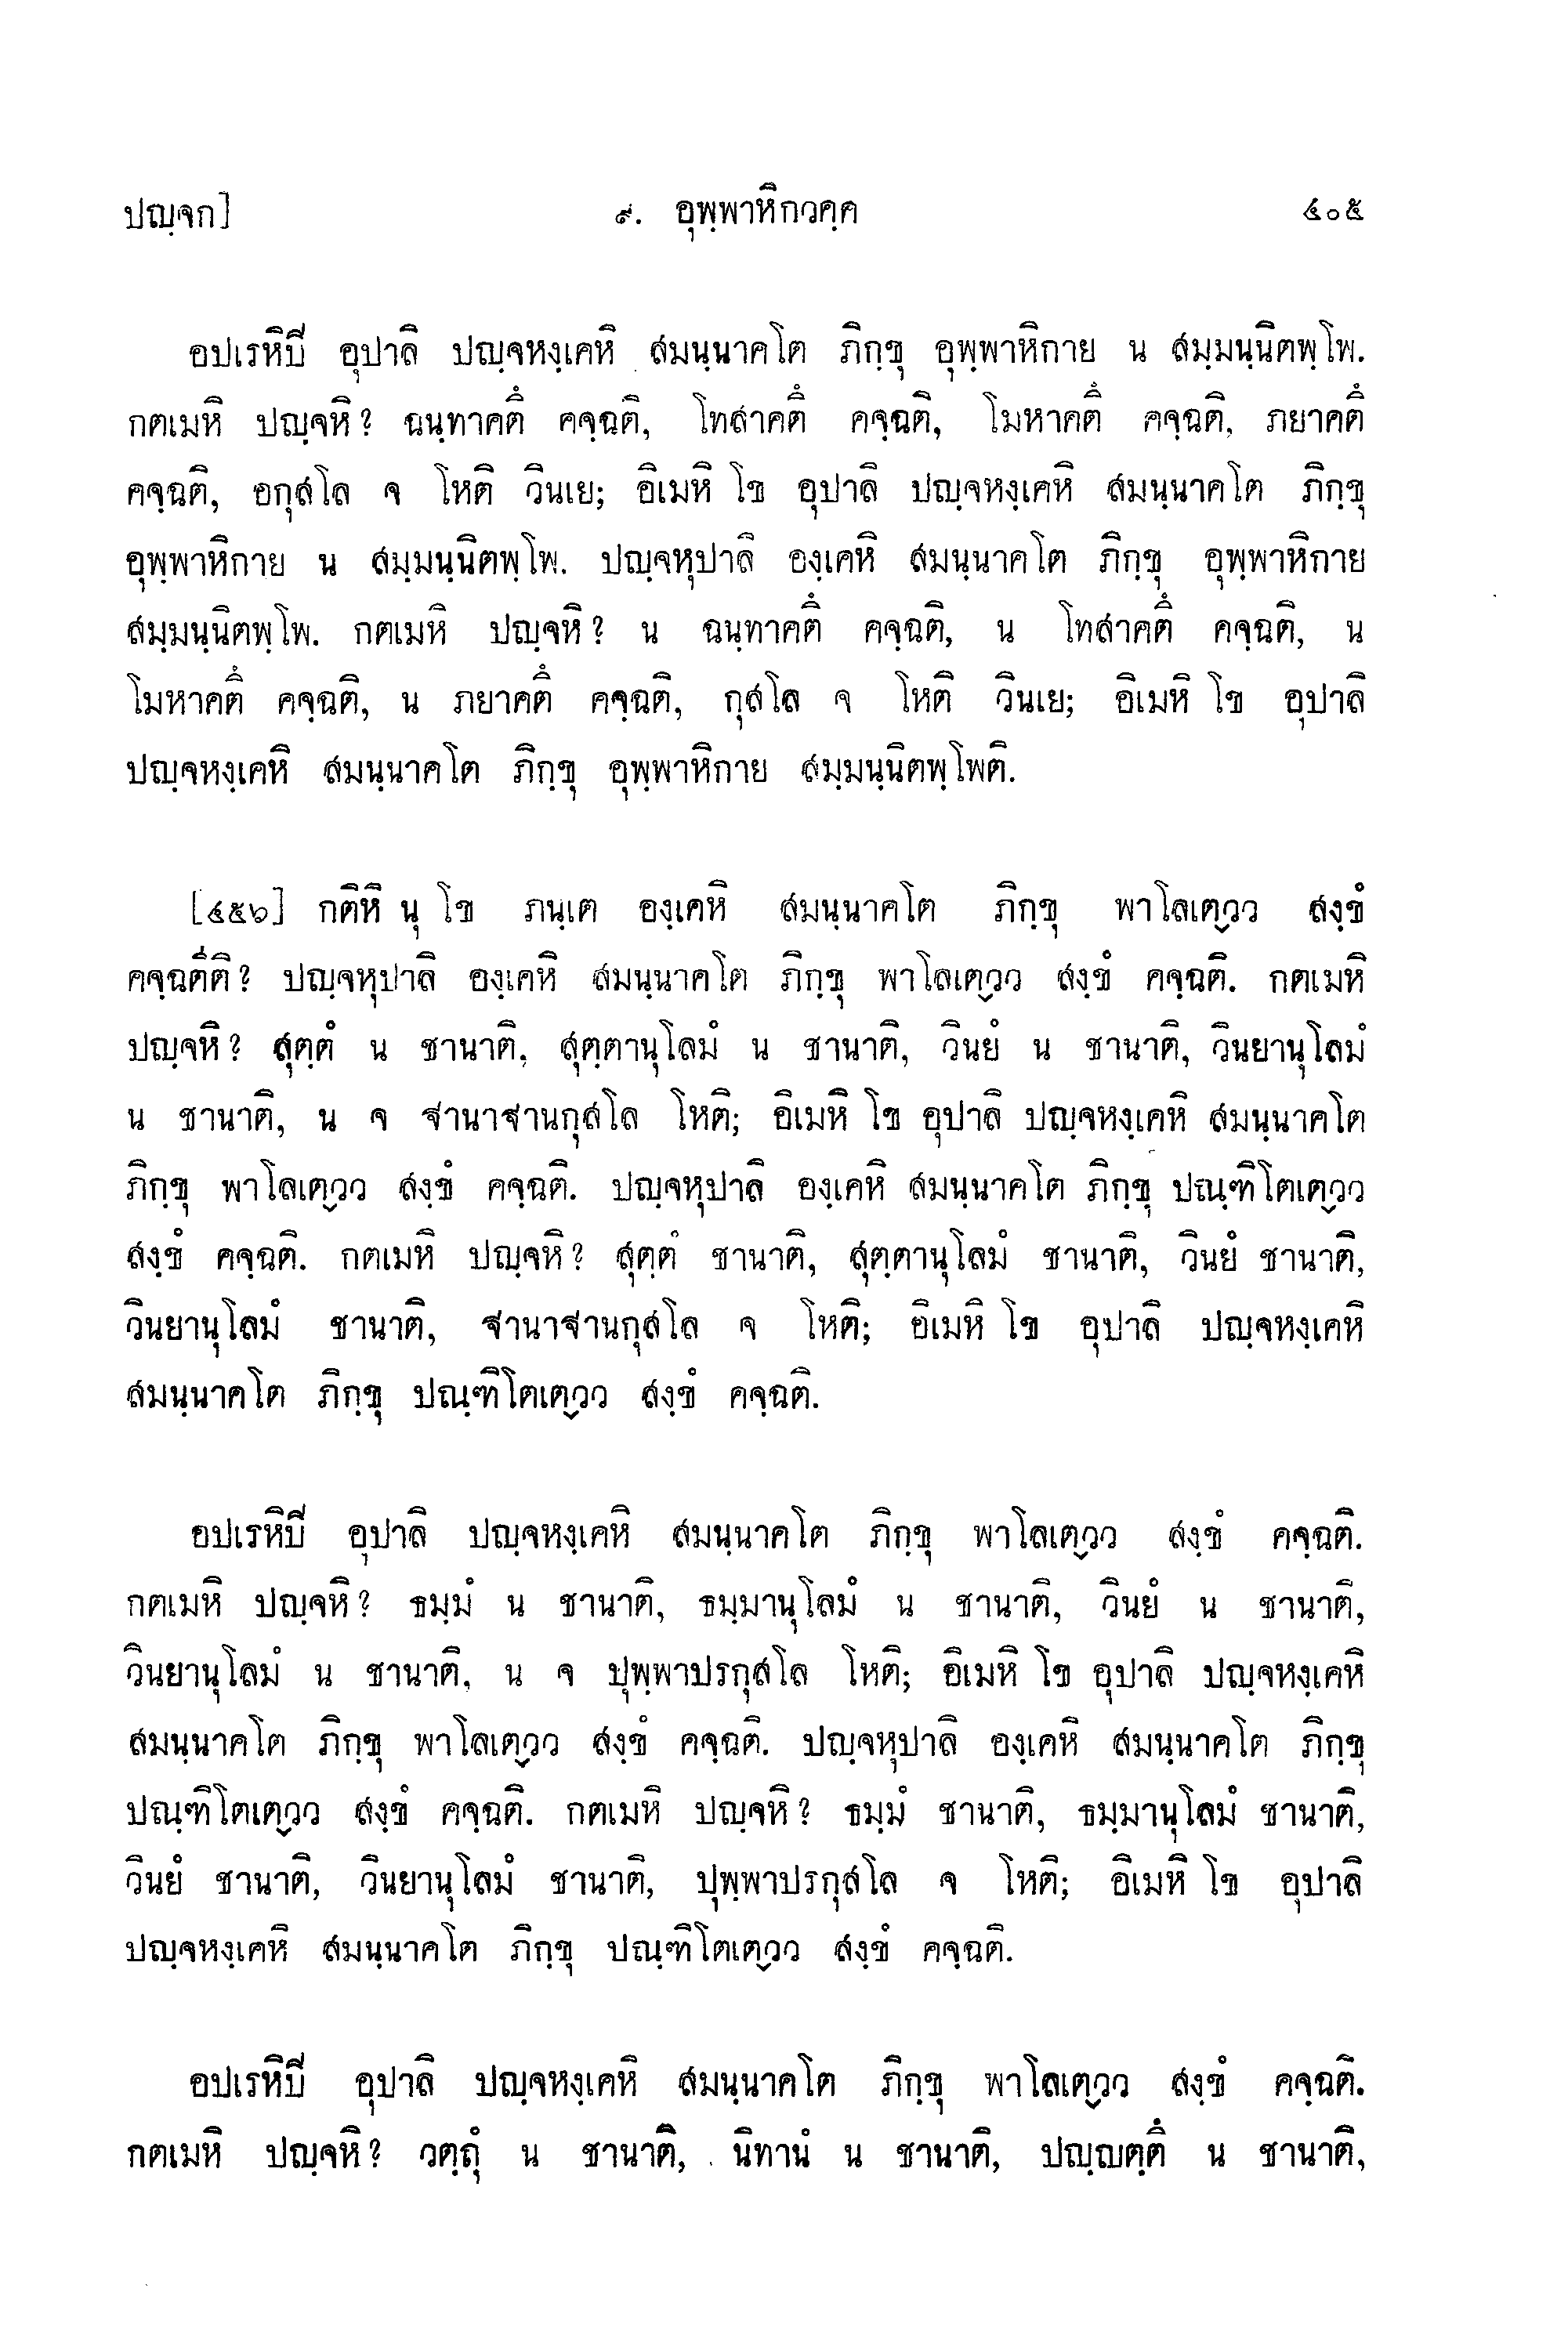 ปญฺจก]
๙. อุพฺพาหิกวคฺค
๔๐๕
อปเรหิปิ อุปาลิ ปญฺจหงฺเคหิ สมนฺนาคโต ภิกฺขุ อุพฺพาหิกาย น สมฺมนฺนิตพฺโพ.
กตเมหิ ปญฺจหิ? ฉนฺทาคตึ คจฺฉติ, โทสาคตึ คจฺฉติ, โมหาคตึ คจฺฉติ, ภยาคตึ
คจฺฉติ, อกุสโล จ โหติ วินเย; อิเมหิ โข อุปาลิ ปญฺจหงฺเคหิ สมนฺนาคโต ภิกฺขุ
อุพฺพาหิกาย น สมฺมนฺนิตพฺโพ. ปญฺจหุปาลิ องฺเคหิ สมนฺนาคโต ภิกฺขุ อุพฺพาหิกาย
สมฺมนฺนิตพฺโพ. กตเมหิ ปญฺจหิ? น ฉนฺทาคตึ คจฺฉติ, น โทสาคตึ คจฺฉติ, น
โมหาคตึ คจฺฉติ, น ภยาคตึ คจฺฉติ, กุสโล จ โหติ วินเย; อิเมหิ โข อุปาลิ
ปญฺจหงฺเคหิ สมนฺนาคโต ภิกฺขุ อุพฺพาหิกาย สมฺมนฺนิตพฺโพติ.
[๔๕๖] กติหิ นุ โข ภนฺเต องฺเคหิ สมนฺนาคโต ภิกฺขุ พาโลเตฺวว สงฺขํ
คจฺฉตีติ? ปญฺจหุปาลิ องฺเคหิ สมนฺนาคโต ภิกฺขุ พาโลเตฺวว สงฺขํ คจฺฉติ. กตเมหิ
ปญฺจหิ? สุตฺตํ น ชานาติ, สุตฺตานุโลมํ น ชานาติ, วินยํ น ชานาติ, วินยานุโลมํ
น ชานาติ, น จ ฐานาฐานกุสโล โหติ; อิเมหิ โข อุปาลิ ปญฺจหงฺเคหิ สมนฺนาคโต
ภิกฺขุ พาโลเตฺวว สงฺขํ คจฺฉติ. ปญฺจหุปาลิ องฺเคหิ สมนฺนาคโต ภิกฺขุ ปณฺฑิโตเตฺวว
สงฺขํ คจฺฉติ. กตเมหิ ปญฺจหิ? สุตฺตํ ชานาติ, สุตฺตานุโลมํ ชานาติ, วินยํ ชานาติ,
วินยานุโลมํ ชานาติ, ฐานาฐานกุสโล จ โหติ; อิเมหิ โข อุปาลิ ปญฺจหงฺเคหิ
สมนฺนาคโต ภิกฺขุ ปณฺฑิโตเตฺวว สงฺขํ คจฺฉติ.
อปเรหิปิ อุปาลิ ปญฺจหงฺเคหิ สมนฺนาคโต ภิกฺขุ พาโลเตฺวว สงฺขํ คจฺฉติ.
กตเมหิ ปญฺจหิ? ธมฺมํ น ชานาติ, ธมฺมานุโลมํ น ชานาติ, วินยํ น ชานาติ,
วินยานุโลมํ น ชานาติ, น จ ปุพฺพาปรกุสโล โหติ; อิเมหิ โข อุปาลิ ปญฺจหงฺเคหิ
สมนฺนาคโต ภิกฺขุ พาโลเตฺวว สงฺขํ คจฺฉติ. ปญฺจหุปาลิ องฺเคหิ สมนฺนาคโต ภิกฺขุ
ปณฺฑิโตเตฺวว สงฺขํ คจฺฉติ. กตเมหิ ปญฺจหิ? ธมฺมํ ชานาติ, ธมฺมานุโลมํ ชานาติ,
วินยํ ชานาติ, วินยานุโลมํ ชานาติ, ปุพฺพาปรกุสโล จ โหติ; อิเมหิ โข อุปาลิ
ปญฺจหงฺเคหิ สมนฺนาคโต ภิกฺขุ ปณฺฑิโตเตฺวว สงฺขํ คจฺฉติ.
อปเรหิปิ อุปาลิ ปญฺจหงฺเคหิ สมนฺนาคโต ภิกฺขุ พาโลเตฺวว สงฺขํ คจฺฉติ.
กตเมหิ ปญฺจหิ? วตฺถุํ น ชานาติ, นิทานํ น ชานาติ, ปญฺญตฺตึ น ชานาติ,